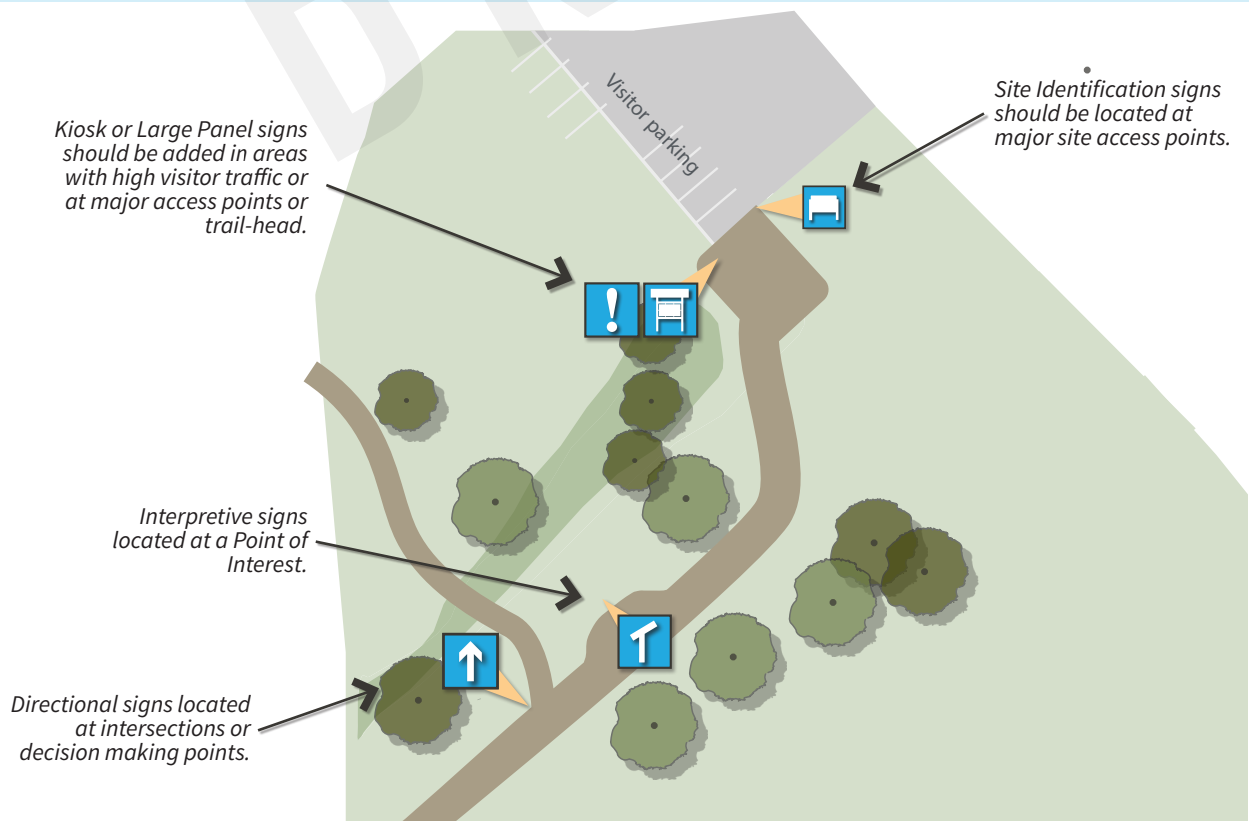 Visitor parking
Site Identification signs
should be located at
major site access points.
Kiosk or Large Panel signs
should be added in areas
with high visitor traffic or
at major access points or
trail-head.
!
Interpretive signs
located at a Point of
Interest.
Directional signs located
at intersections or
decision making points.